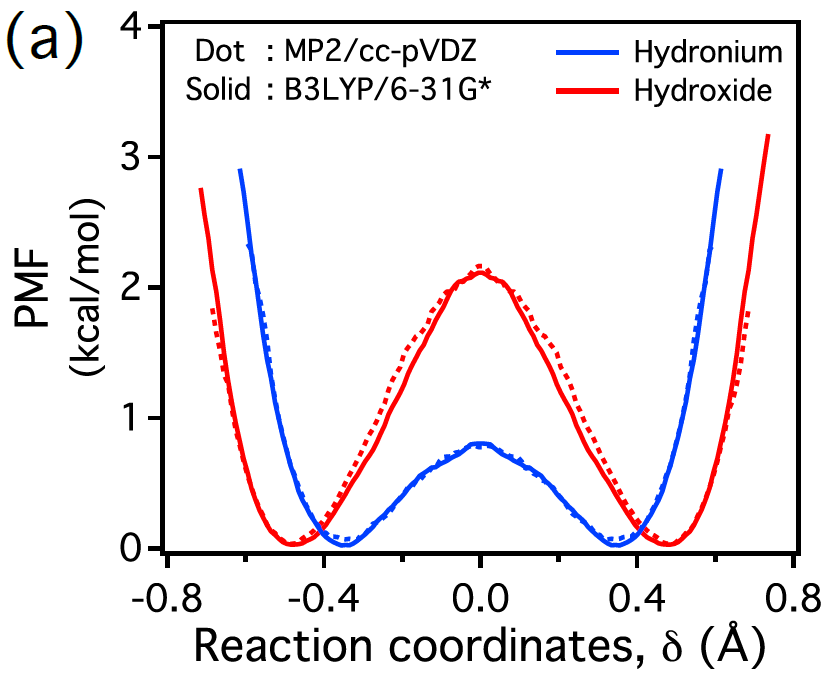 (a)
4
3
2
1
0
PMF
(kcal/mol)
Dot : MP2/cc-pVDZ
Solid : B3LYP/6-31G*
Hydronium
Hydroxide
-0.8 -0.4 0.0 0.4 0.8
Reaction coordinates, δ (Å)